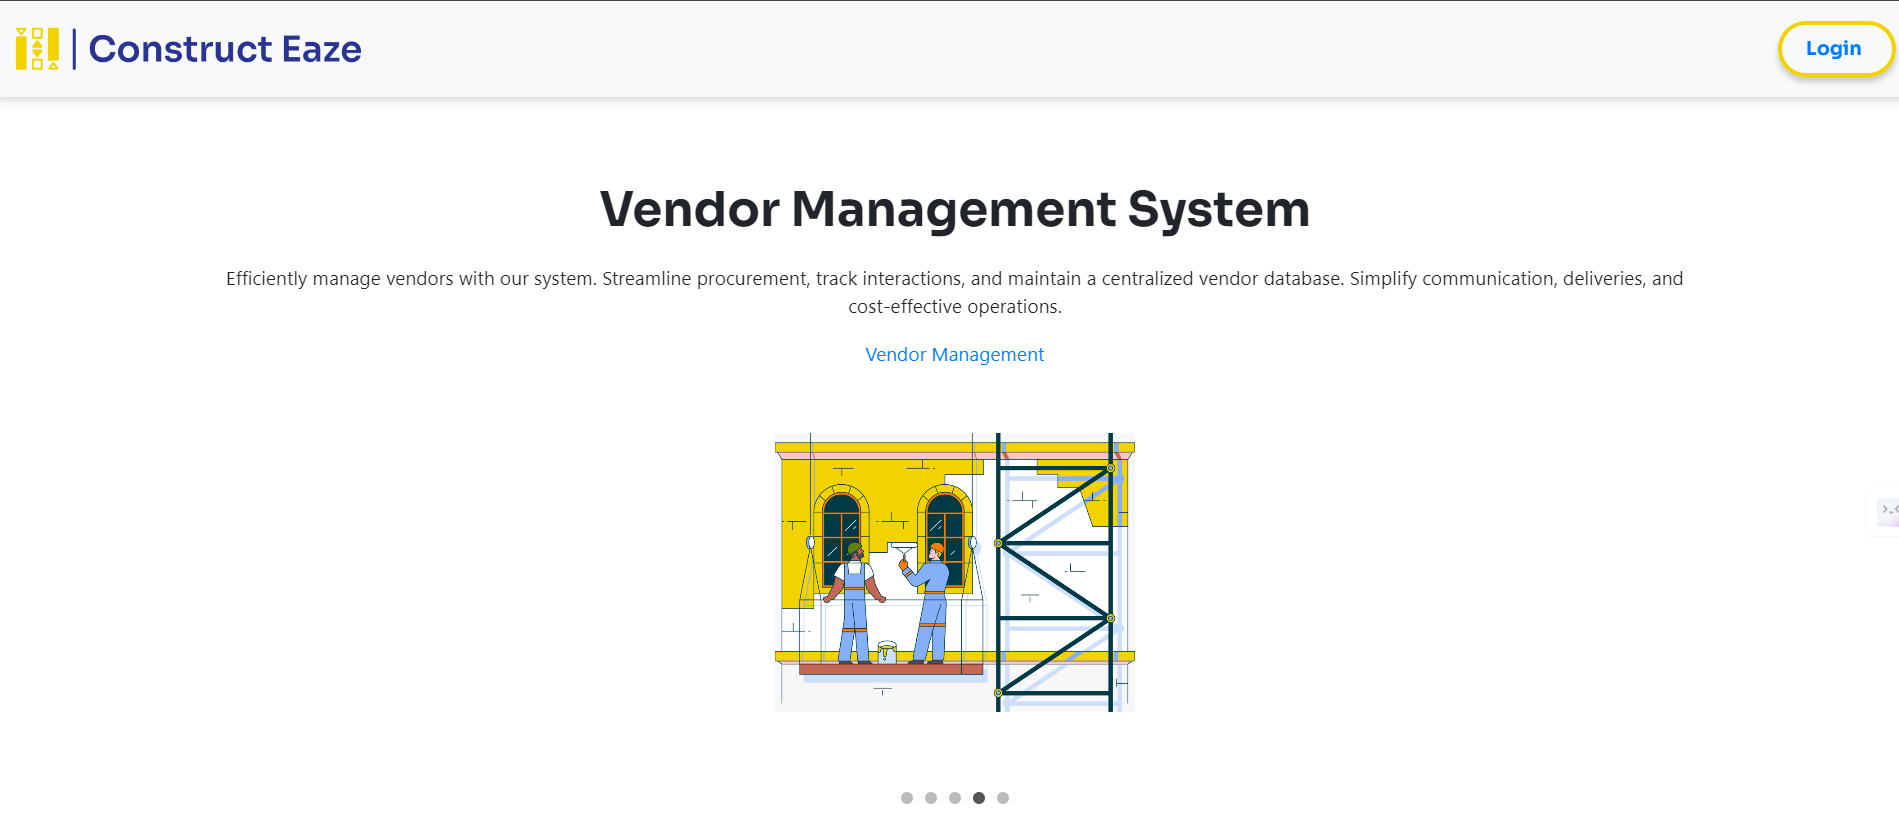 Construct Eaze
Login
Vendor Management System
Efficiently manage vendors with our system. Streamline procurement, track interactions, and maintain a centralized vendor database. Simplify communication, deliveries, and
cost-effective operations.
Vendor Management